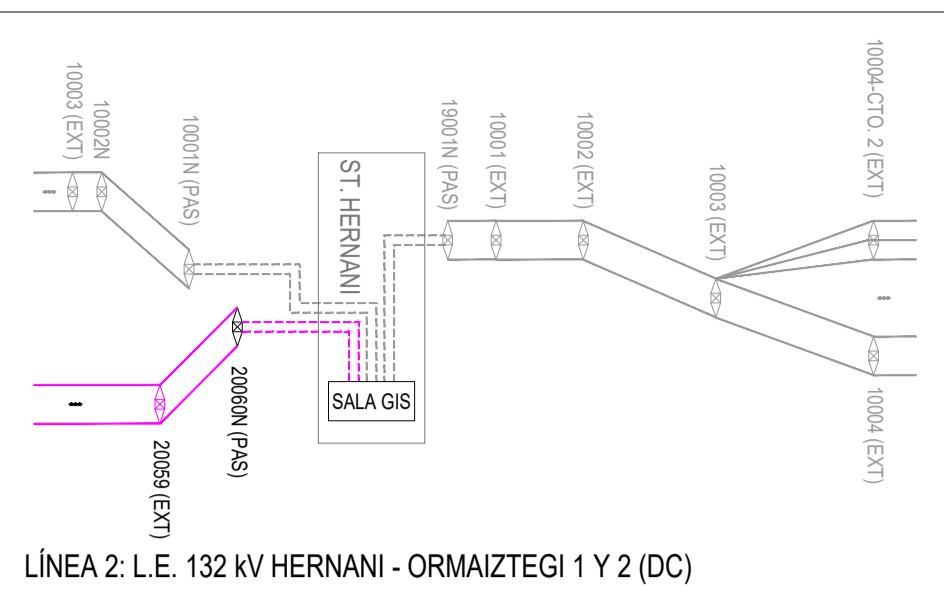 10003 (EXT)
10002N
10001N (PAS)
ST. HERNANI
19001N (PAS)
10001 (EXT)
10002 (EXT)
10003 (EXT)
10004-CTO. 2 (EXT)
SALA GIS
20060N (PAS)
20059 (EXT)
10004 (EXT)
LÍNEA 2: L.E. 132 kV HERNANI - ORMAIZTEGI 1 Y 2 (DC)